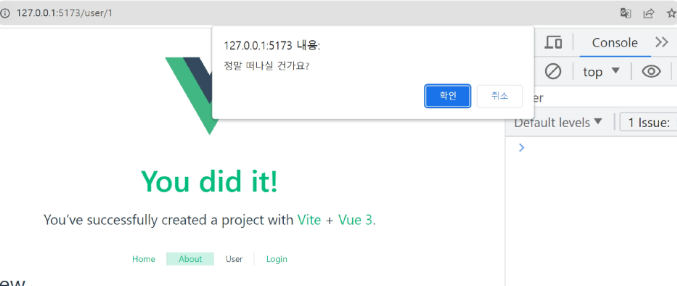 127.0.0.1:5173/user/1
127.0.0.1:5173 내용:
정말 떠나실 건가요?
확인 취소
Console
top
Default levels
1 Issue:
You did it!
You've successfully created a project with Vite + Vue 3.
Home About User Login